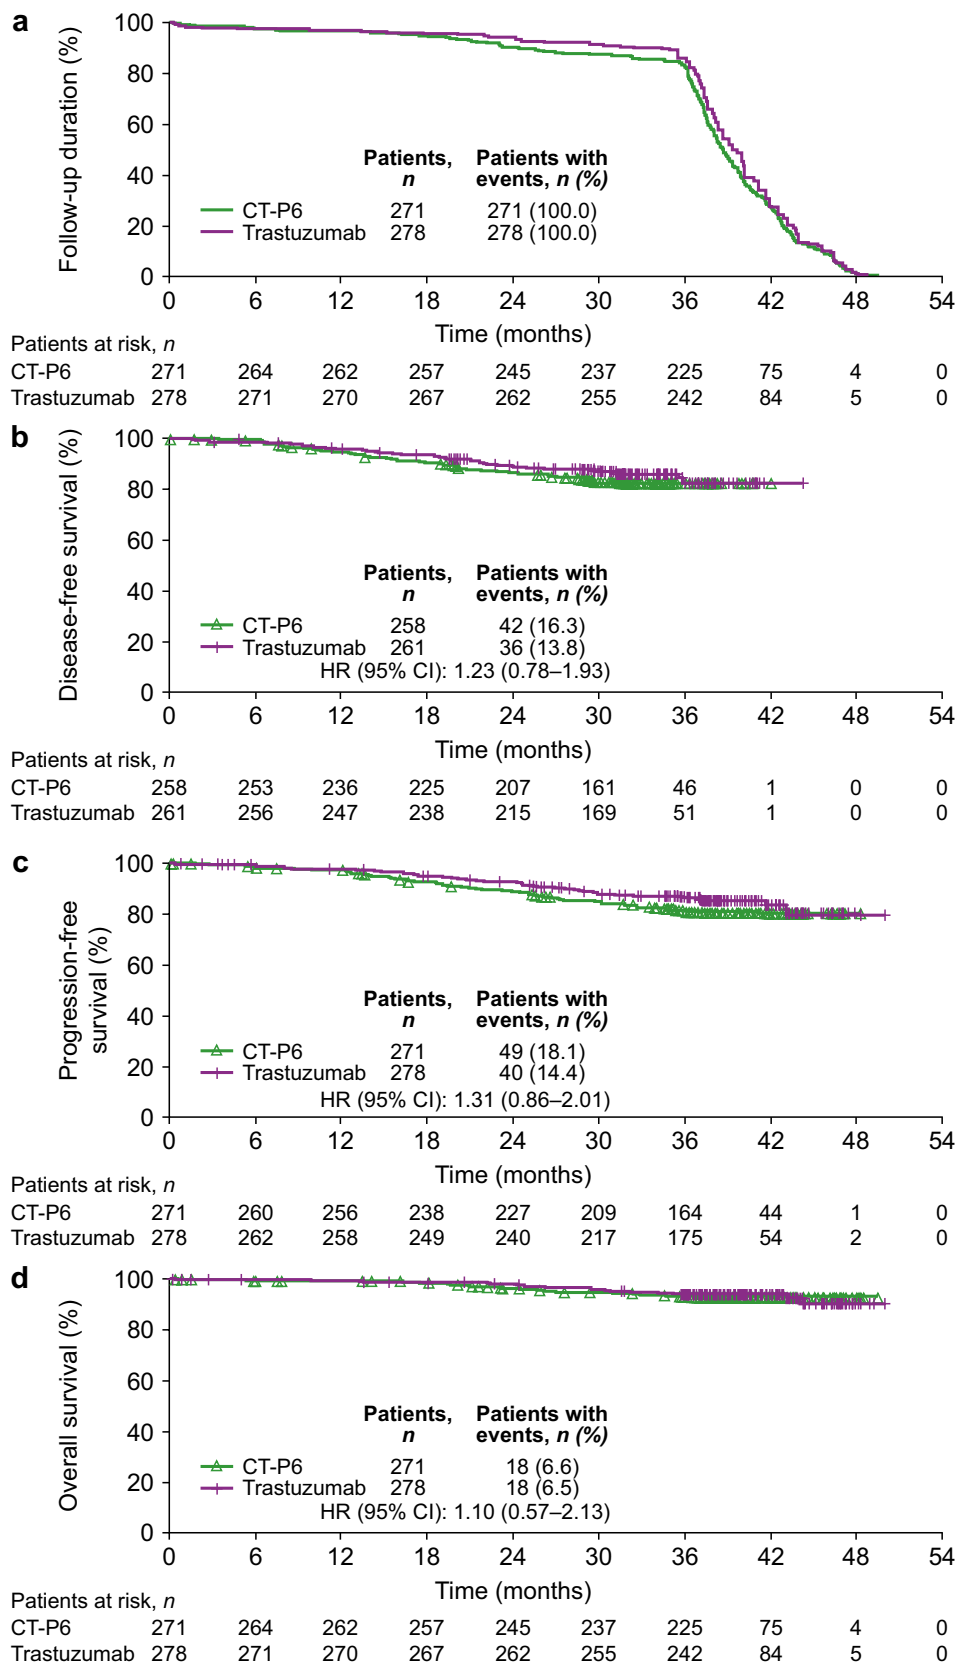 a
Follow-up duration (%)
100
80
60
40
20
0
Patients, Patients with
n events, n (%)
CT-P6 271 271 (100.0)
Trastuzumab 278 278 (100.0)
0 6 12 18 24 30 36 42 48 54
Time (months)
Patients at risk, n
CT-P6 271 264 262 257 245 237 225 75 4 0
Trastuzumab 278 271 270 267 262 255 242 84 5 0
b
Disease-free survival (%)
100
80
60
40
20
0
Patients, Patients with
n events, n (%)
CT-P6 258 42 (16.3)
Trastuzumab 261 36 (13.8)
HR (95% CI): 1.23 (0.78–1.93)
0 6 12 18 24 30 36 42 48 54
Time (months)
Patients at risk, n
CT-P6 258 253 236 225 207 161 46 1 0 0
Trastuzumab 261 256 247 238 215 169 51 1 0 0
c
Progression-free
survival (%)
100
80
60
40
20
0
Patients, Patients with
n events, n (%)
CT-P6 271 49 (18.1)
Trastuzumab 278 40 (14.4)
HR (95% CI): 1.31 (0.86–2.01)
0 6 12 18 24 30 36 42 48 54
Time (months)
Patients at risk, n
CT-P6 271 260 256 238 227 209 164 44 1 0
Trastuzumab 278 262 258 249 240 217 175 54 2 0
d
Overall survival (%)
100
80
60
40
20
0
Patients, Patients with
n events, n (%)
CT-P6 271 18 (6.6)
Trastuzumab 278 18 (6.5)
HR (95% CI): 1.10 (0.57–2.13)
0 6 12 18 24 30 36 42 48 54
Time (months)
Patients at risk, n
CT-P6 271 264 262 257 245 237 225 75 4 0
Trastuzumab 278 271 270 267 262 255 242 84 5 0